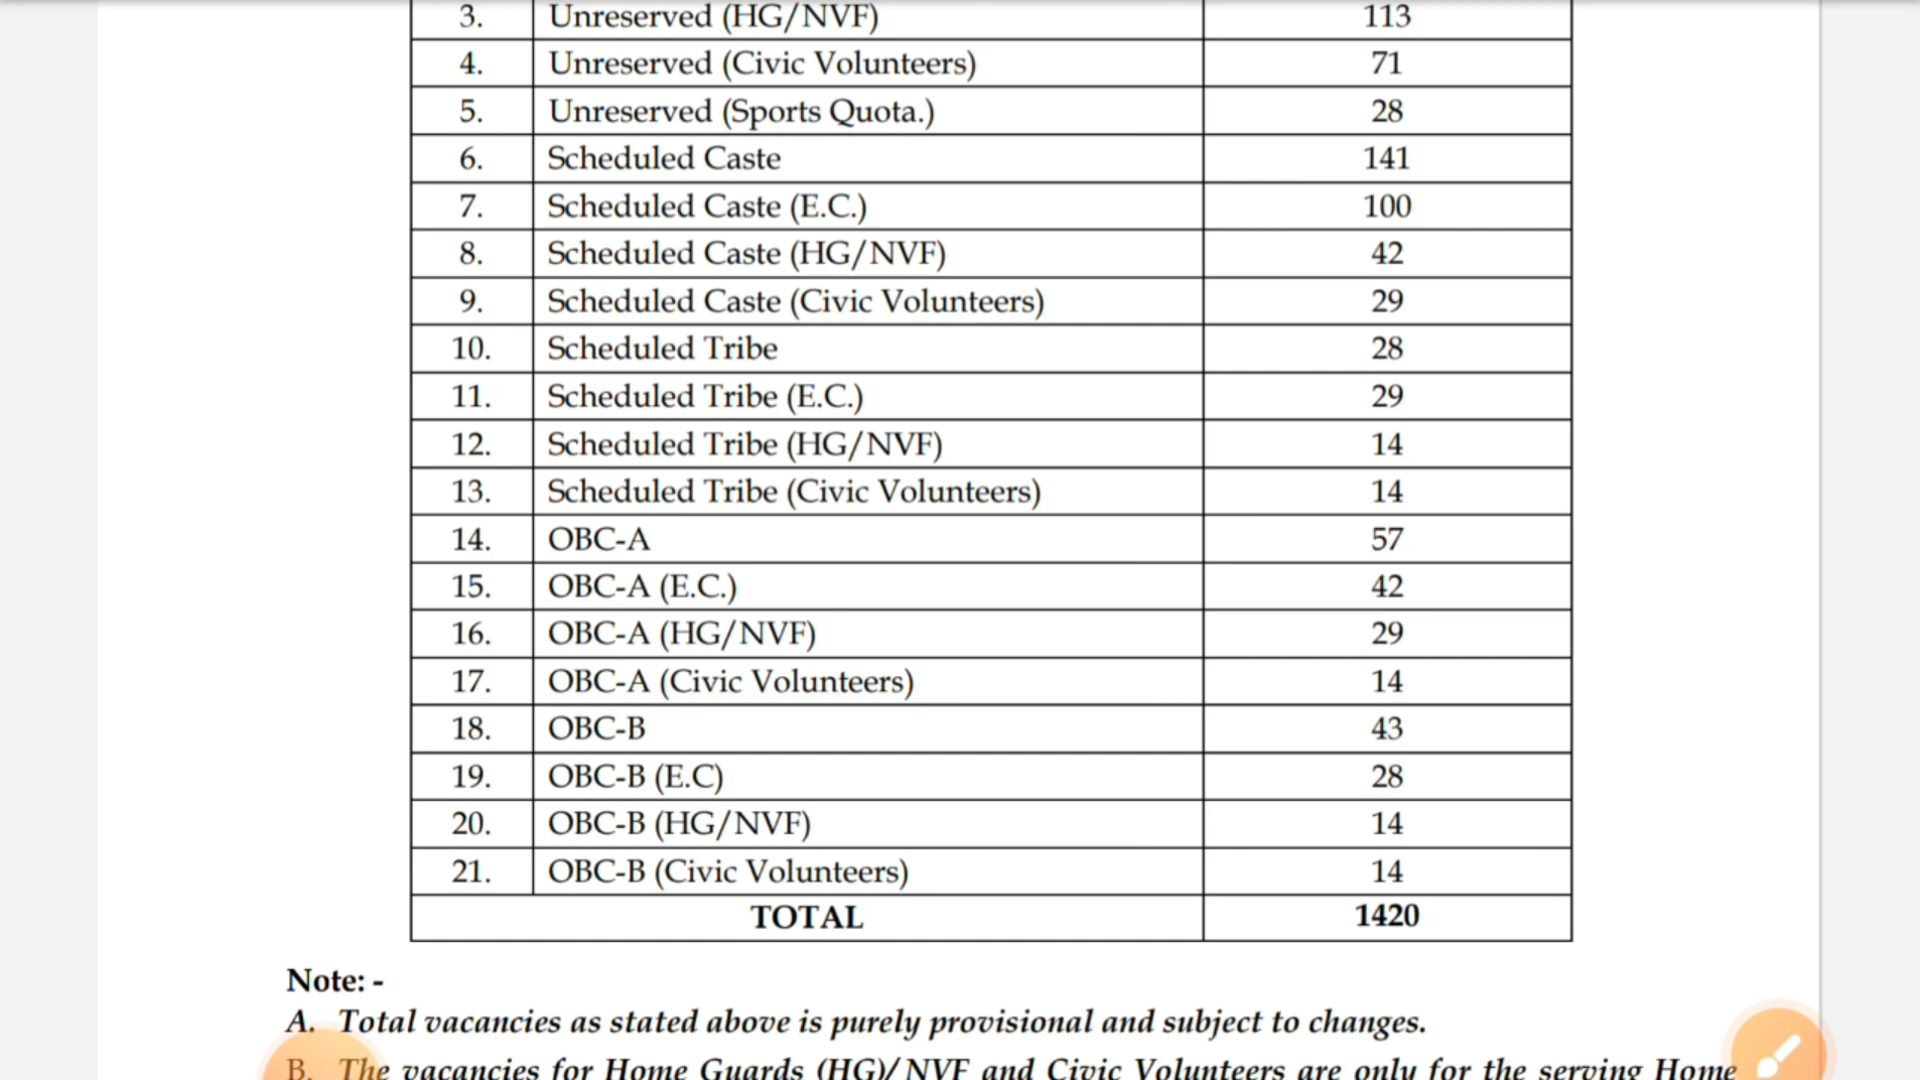 3. Unreserved (HG/NVF) 113
4. Unreserved (Civic Volunteers) 71
5. Unreserved (Sports Quota.) 28
6. Scheduled Caste 141
7. Scheduled Caste (E.C.) 100
8. Scheduled Caste (HG/NVF) 42
9. Scheduled Caste (Civic Volunteers) 29
10. Scheduled Tribe 28
11. Scheduled Tribe (E.C.) 29
12. Scheduled Tribe (HG/NVF) 14
13. Scheduled Tribe (Civic Volunteers) 14
14. OBC-A 57
15. OBC-A (E.C.) 42
16. OBC-A (HG/NVF) 29
17. OBC-A (Civic Volunteers) 14
18. OBC-B 43
19. OBC-B (E.C) 28
20. OBC-B (HG/NVF) 14
21. OBC-B (Civic Volunteers) 14
TOTAL 1420
Note: -
A. Total vacancies as stated above is purely provisional and subject to changes.
B. The vacancies for Home Guards (HG)/NVF and Civic Volunteers are only for the serving Home